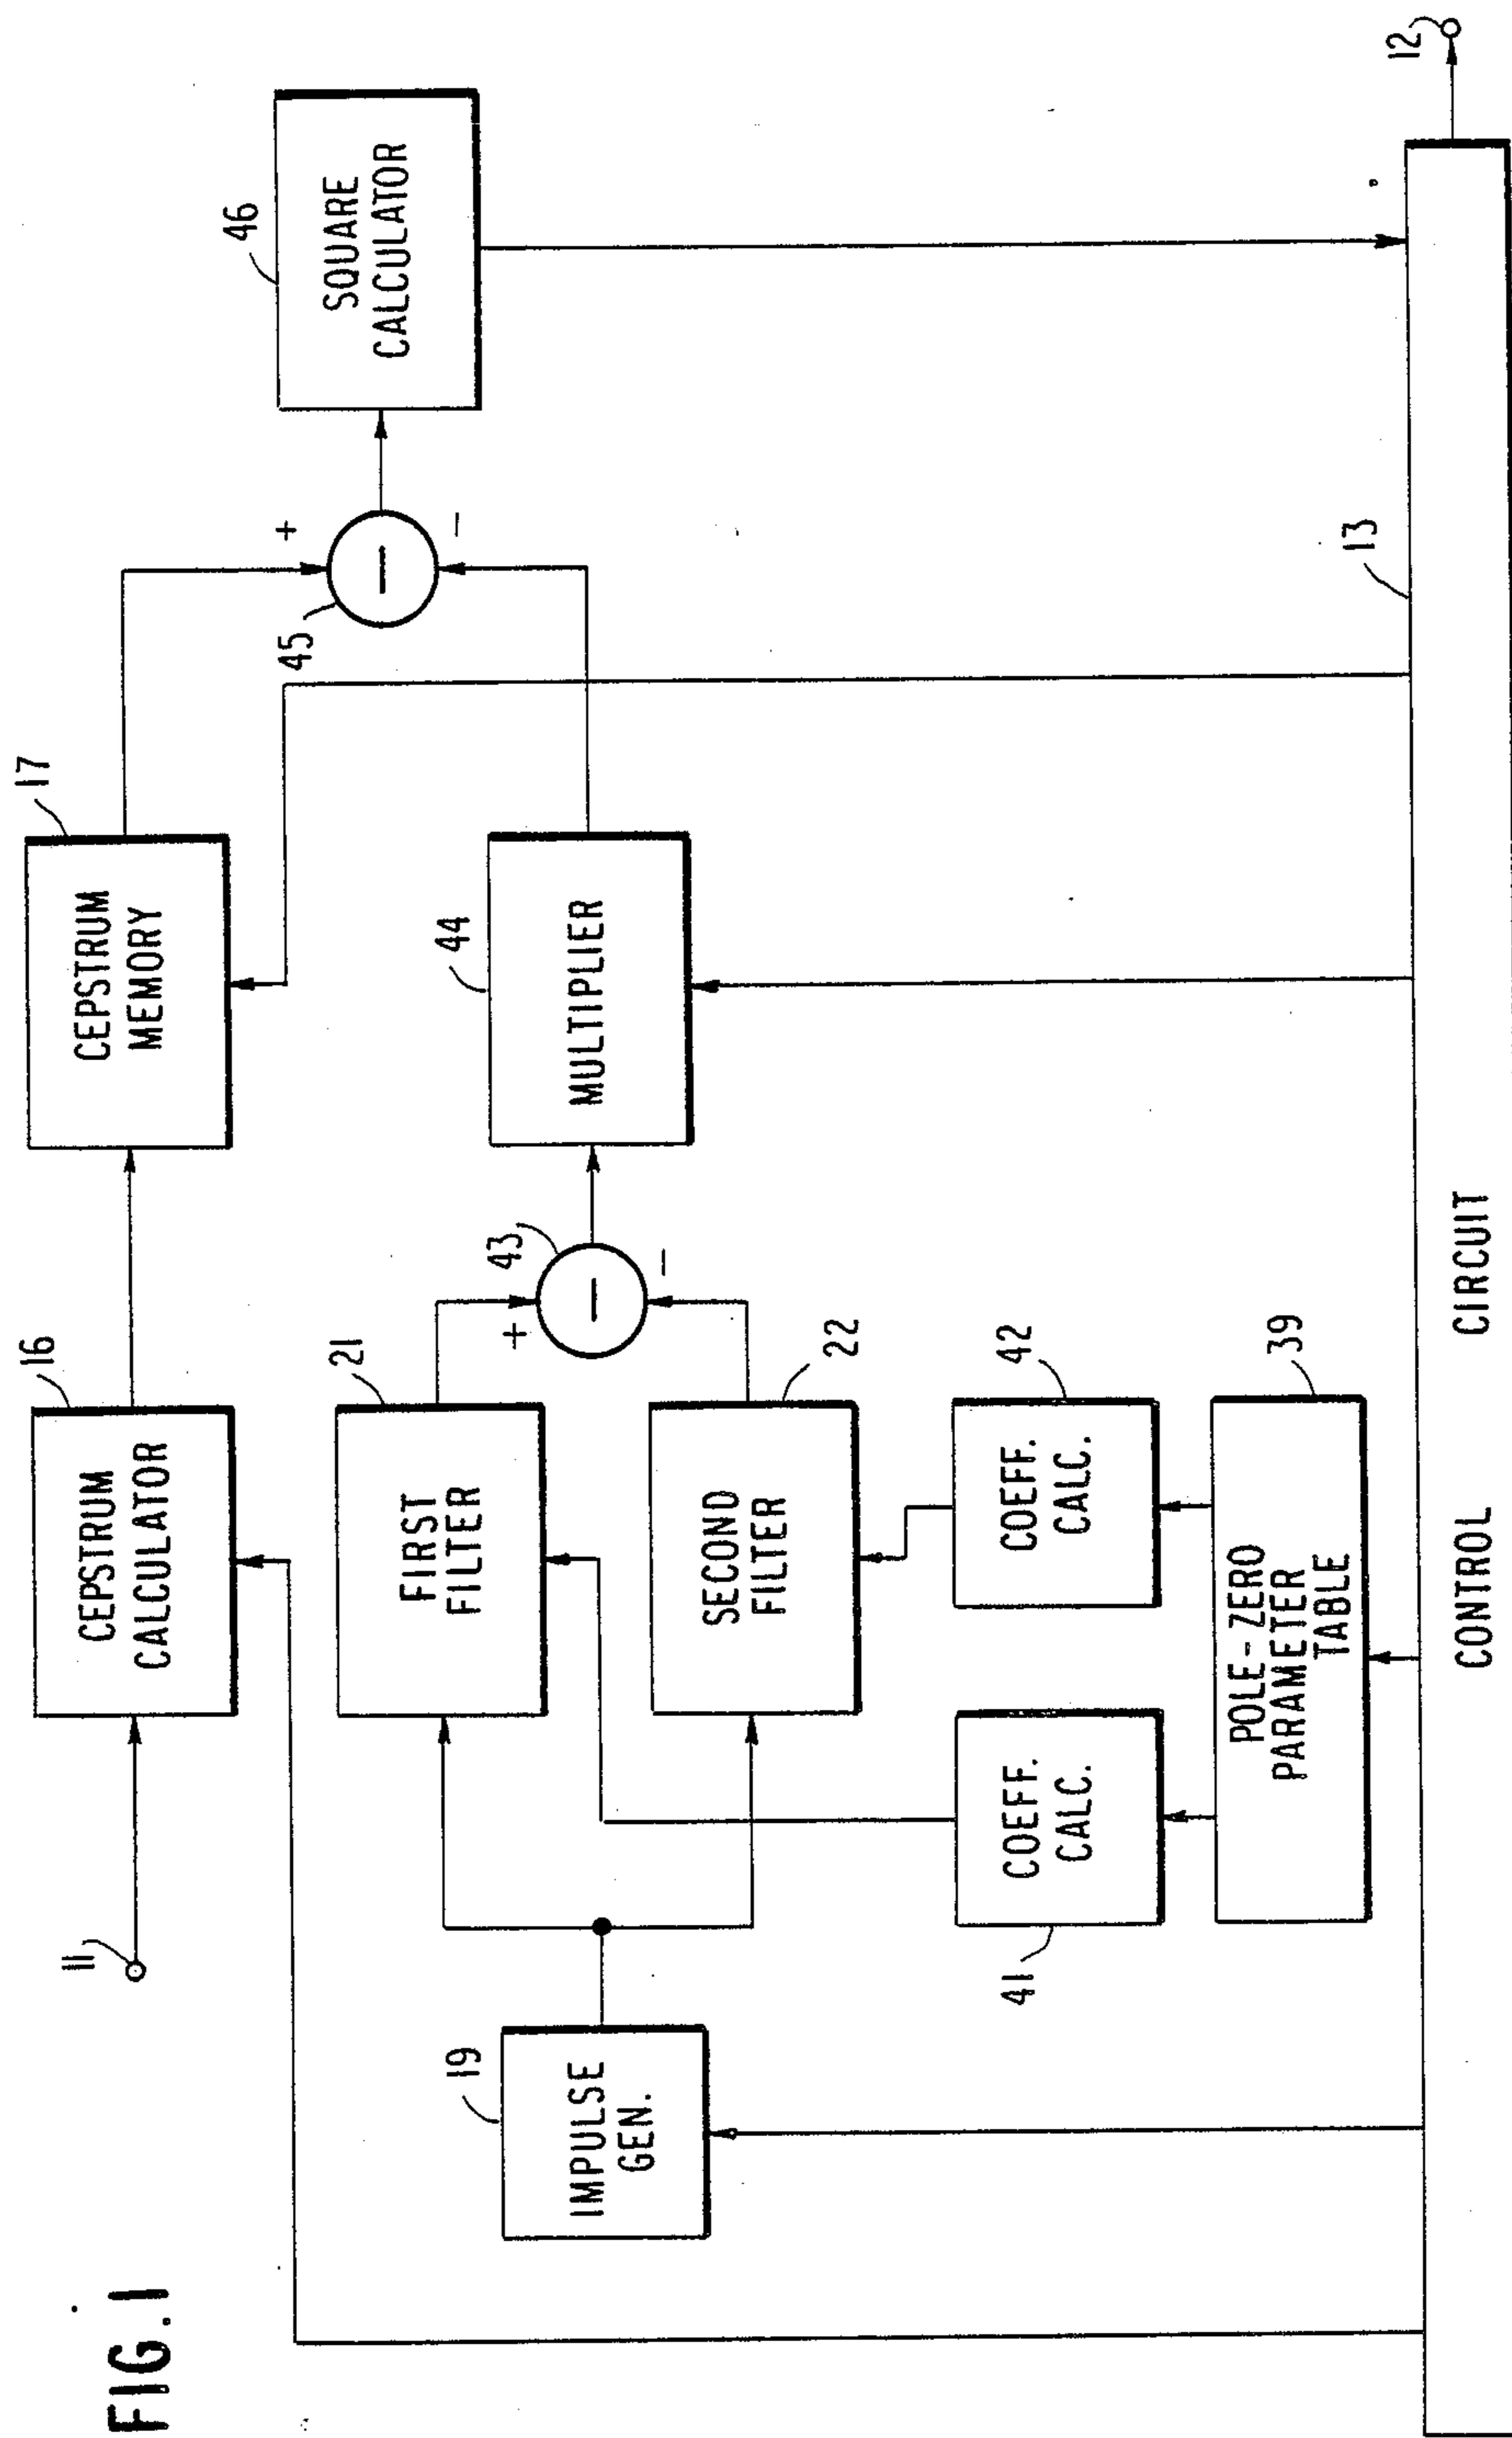 FIG.1
11
16
CEPSTRUM
CALCULATOR
17
CEPSTRUM
MEMORY
46
SQUARE
CALCULATOR
+
−
−
45
19
IMPULSE
GEN.
21
FIRST
FILTER
22
SECOND
FILTER
43
+
−
−
44
MULTIPLIER
41
COEFF.
CALC.
42
COEFF.
CALC.
39
POLE-ZERO
PARAMETER
TABLE
13
12
CONTROL CIRCUIT